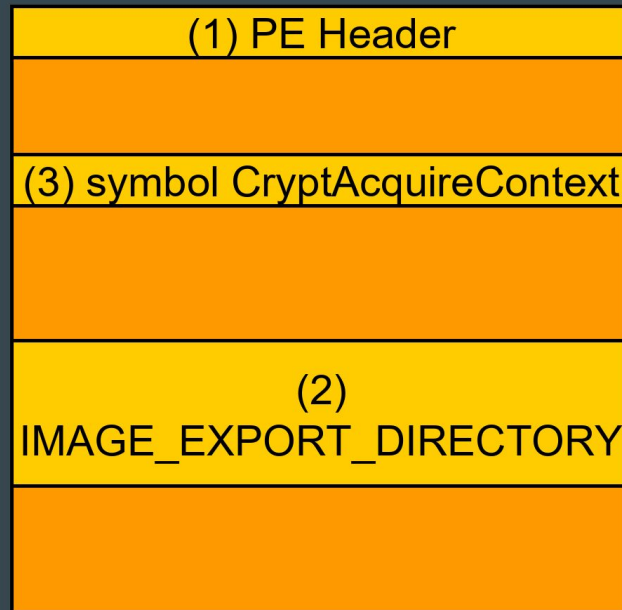 (1) PE Header
(3) symbol CryptAcquireContext
(2)
IMAGE_EXPORT_DIRECTORY